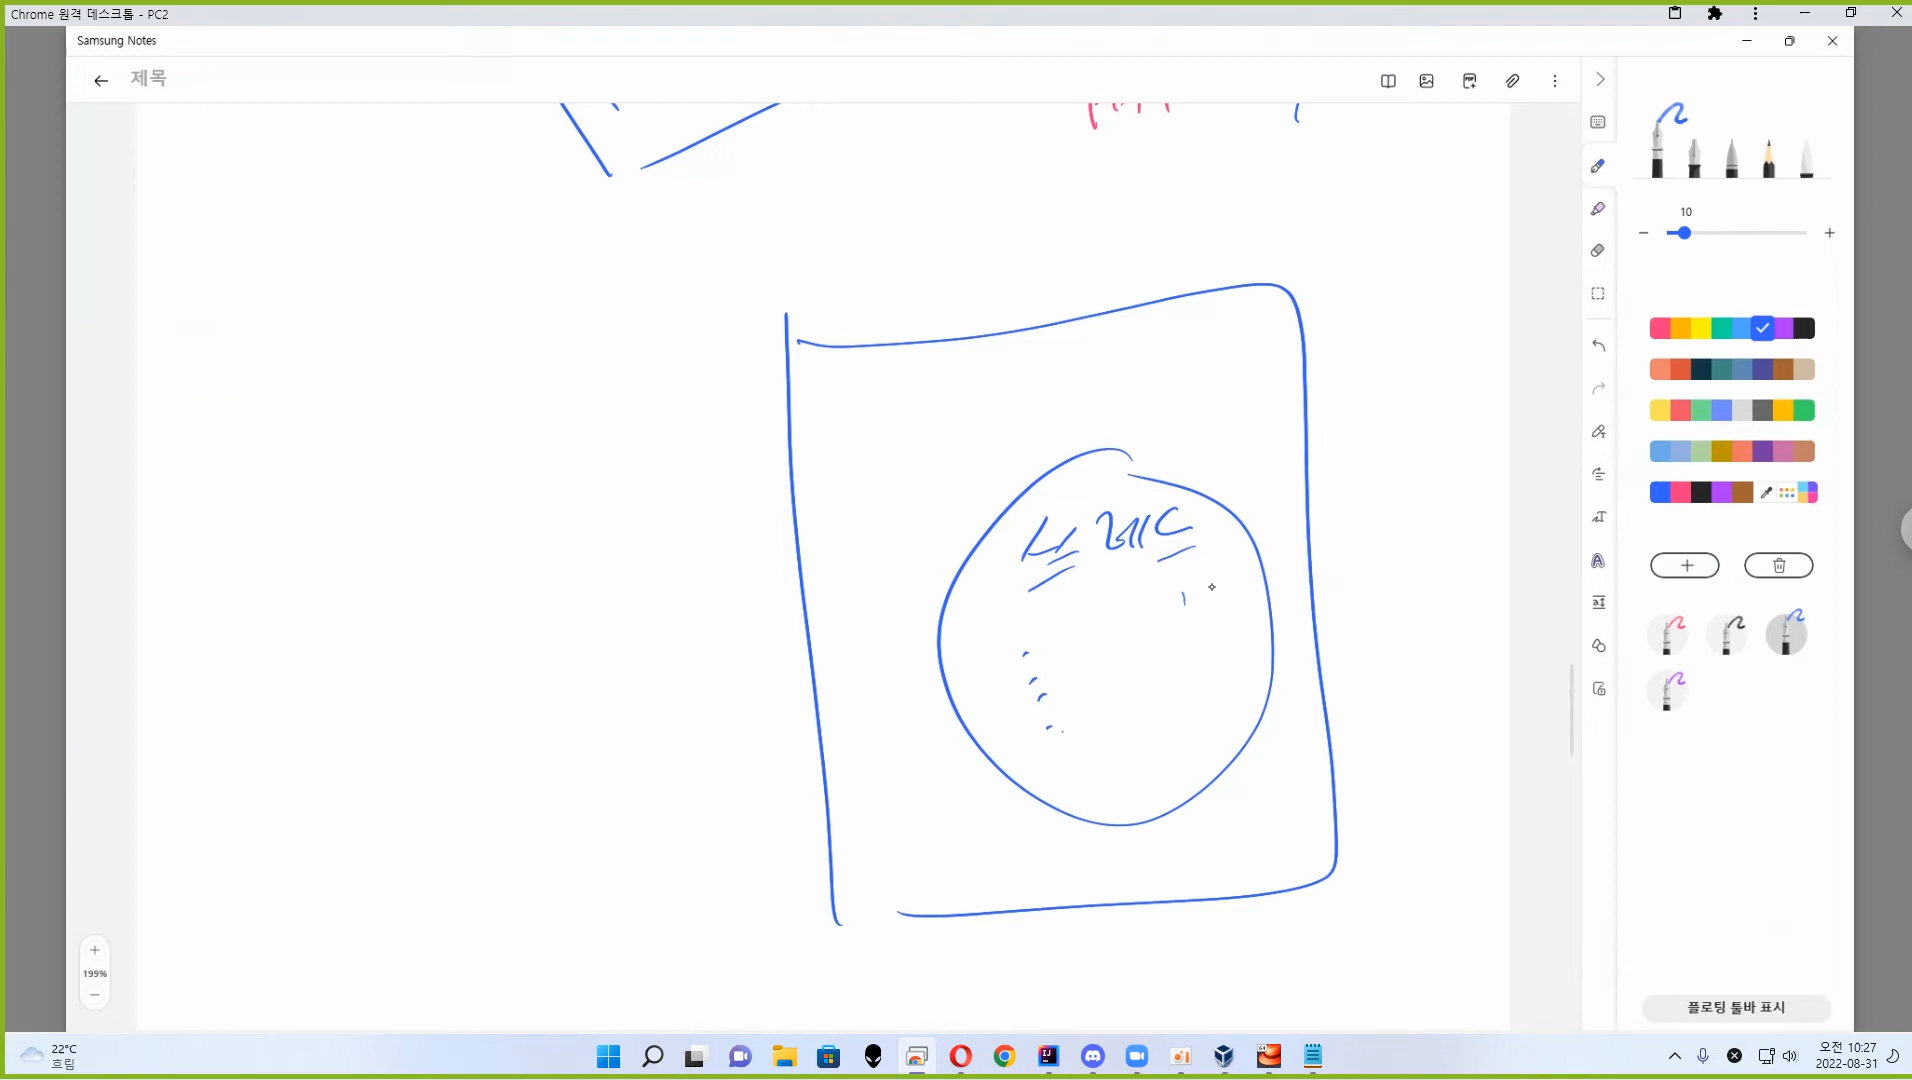 Chrome 원격 데스크톱 - PC2
Samsung Notes
제목
PDF
10
199%
플로팅 툴바 표시
22°C
흐림
오전 10:27
2022-08-31